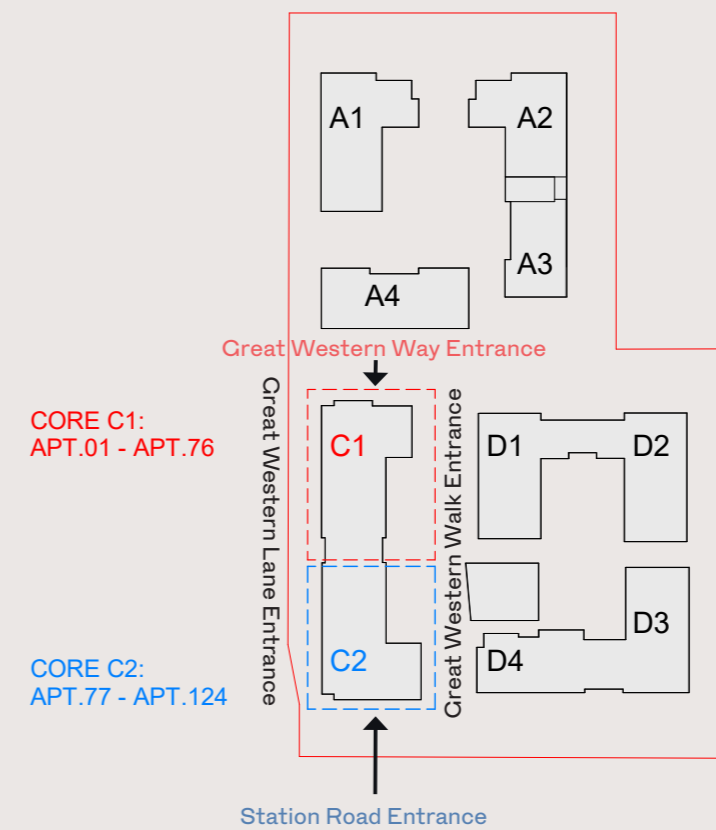 A1
A2
A3
A4
Great Western Way Entrance
Great Western Lane Entrance
CORE C1:
APT.01 - APT.76
C1
Great Western Walk Entrance
D1
D2
CORE C2:
APT.77 - APT.124
C2
D3
D4
Station Road Entrance